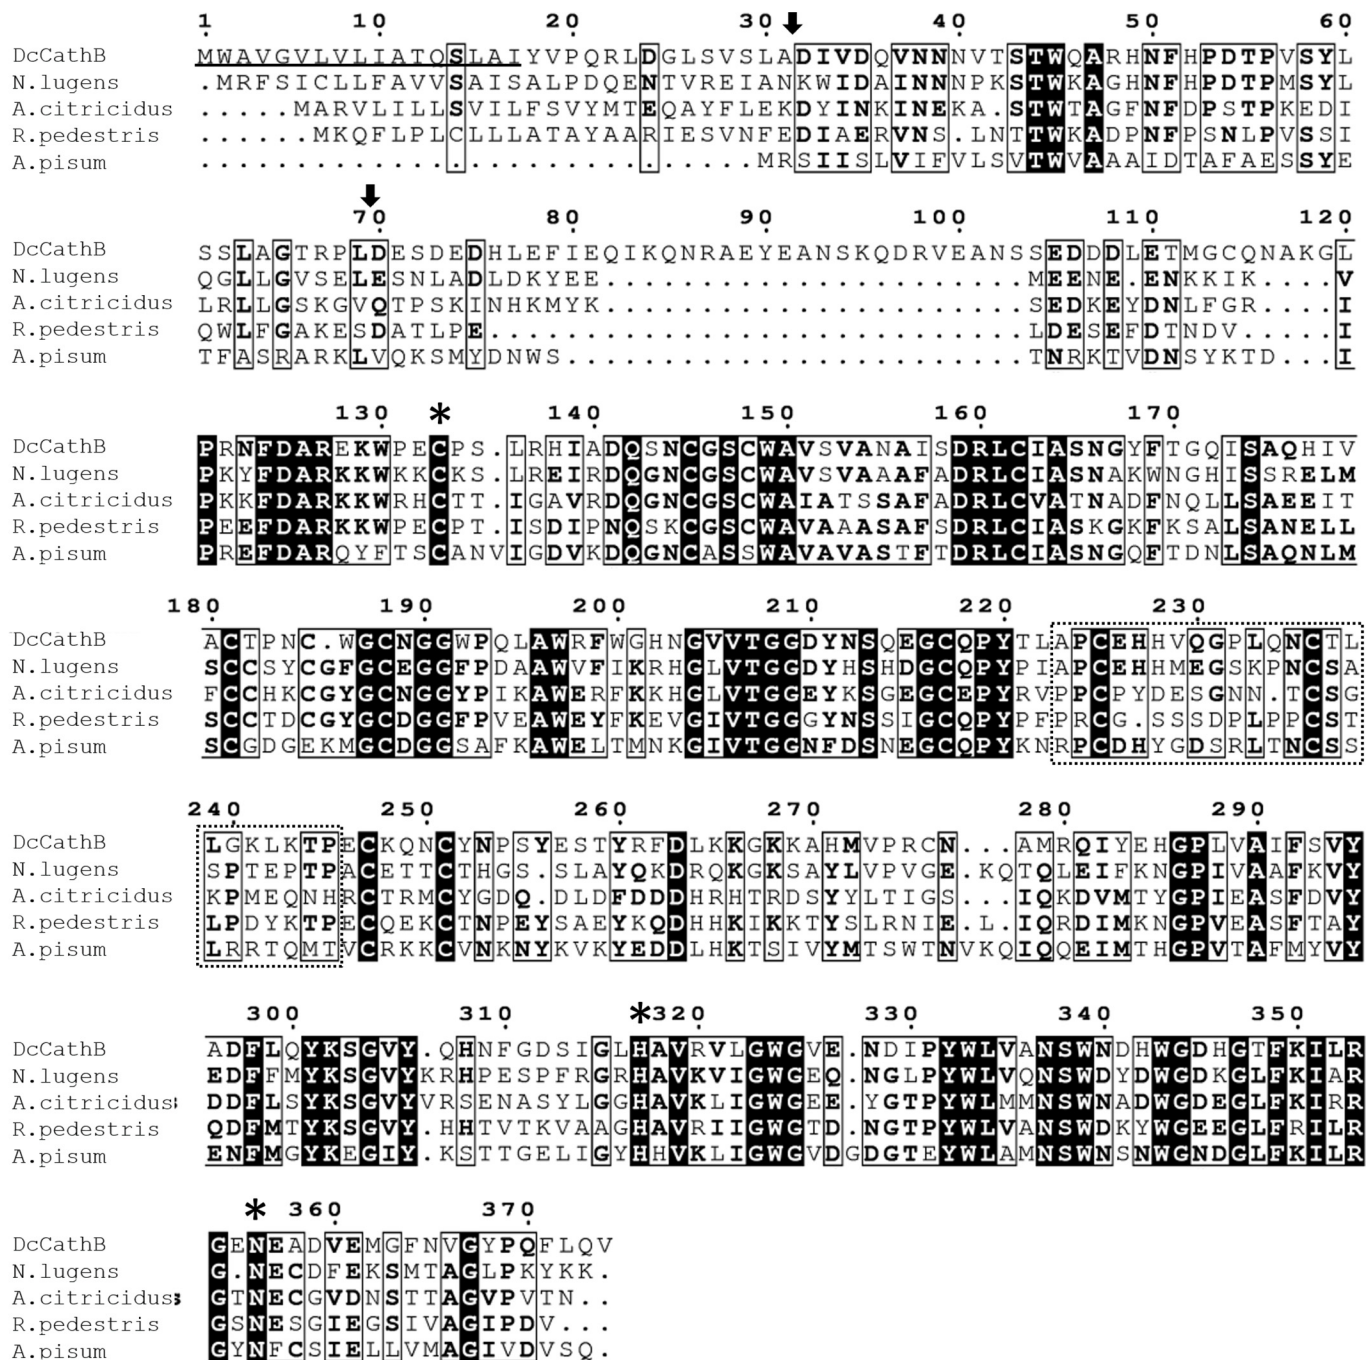 1 10 20 30 40 50 60
DcCathB MWAVGVLVLIATQSLAIYVPQRLDGLSVSLADIVDQVNNNVTSTWQARHNFHPDTPVSYL
N.lugens .MRFSICLLFAVVSAISALPDQENTVREIANKWIDAINNNPKSTWKAGHNFDPMTPMSYL
A.citricidus .....MARVLILLSVILFSVYMTEQAYFLEKDYINKINEKA.STWTAGFNFDPSTPKEDI
R.pedestris ......MKQFLPLCLLLATAYAARIESVNFEDIAERVNS.LNTTWKADPNFPSNLPVSSI
A.pisum .............................MRSIISLVIFVLSVTWVAAAIDTAFAESSYE
70 80 90 100 110 120
DcCathB SSLAGTRPLDESDEDHLEFIEQIKQNRAEYEANSKQDRVEANSSEDDDLETMGCQNAKGL
N.lugens QGLLGVSELESNLADLDKYEE......................MEENE.ENKKIK....V
A.citricidus LRLLGSKGVQTPSKINHKMYK......................SEDKEYDNLFGR....I
R.pedestris QWLFGAKESDATLPE............................LDESEFDTNDV.....I
A.pisum TFASRARKLVQKSMYDNWS........................TNRKTVDNSYKTD...I
130 * 140 150 160 170
DcCathB PRNFDAREKWPECPS.LRHIADQSNCGSCWAVSVANAISDRLCIASNGYFTGQISAQHIV
N.lugens PKYFDARKKWKKCKS.LREIRDQGNCGSCWAVSVAAAFADRLCIASNAKWNGHISSRELM
A.citricidus PKKFDARKKWRHCTT.IGAVRDQGNCGSCWAIATSSAFADRLCVATNADFNQLLSAEEIT
R.pedestris PEEFDARKKWPECPT.ISDIPNQSKCGSCWAVAAASAFSDRLCIASKGKFKSALSANELL
A.pisum PREFDARQYFTSCANVIGDVKDQGNCASSWAVAVASTFTDRLCIASNGQFTDNLSAQNLM
180 190 200 210 220 230
DcCathB ACTPNC.WGCNGGWPQLAWRFWGHNGVVTGGDYNSQEGCQPYTLAPCEHHVQGPLQNCTL
N.lugens SCCSYCGFGCEGGFPDAAWVFIKRHGLVTGGDYHSHDGCQPYPIAPCEHHMEGSKPNCSA
A.citricidus FCCHKCGYGCNGGYPIKAWERFKKHGLVTGGEYKSGEGCEPYRVPPCPYDESGNN.TCSG
R.pedestris SCCTDCGYGCDGGFPVEAWEYFKEVGIVTGGGYNSSIGCQPYPFPRCG.SSSDPLPPCST
A.pisum SCGDGEKMGCDGGSAFKAWELTMNKGIVTGGNFDSNEGCQPYKNRPCDHYGDSRLTNCSS
240 250 260 270 280 290
DcCathB LGKLKTPECKQNCYNPSYESTYRFDLKKGKKAHMVPRCN...AMRQIYEHGPLVAIFSVY
N.lugens SPTEPTPACETTCTHGS.SLAYQKDRQKGKSAYLVPVGE.KQTQLEIFKNGPIVAAFKVY
A.citricidus KPMEQNHRCTRMCYGDQ.DLDFDDDHRHTRDSYYLTIGS...IQKDVMTYGPIEASFDVY
R.pedestris LPDYKTPECQEKCTNPEYSAEYKQDHHKIKKTYSLRNIE.L.IQRDIMKNGPVEASFTAY
A.pisum LRRTQMTVCRKKCVNKNYKVKYEDDLHKTSIVYMTSWTNVKQIQQEIMTHGPVTAFMYVY
300 310 *320 330 340 350
DcCathB ADFLQYKSGVY.QHNFGDSIGLHAVRVLGWGVE.NDIPYWLVANSWNDHWGDHGTFKILR
N.lugens EDFFMYKSGVYKRHPESPFRGRHAVKVIGWGEQ.NGLPYWLVQNSWDYDWGDKGLFKIAR
A.citricidus DDFLSYKSGVYVRSENASYLGGHAVKLIGWGEE.YGTPYWLMMNSWNADWGDEGLFKIRR
R.pedestris QDFMTYKSGVY.HHTVTKVAAGHAVRIIGWGTD.NGTPYWLVANSWDKYWGEEGLFRILR
A.pisum ENFMGYKEGIY.KSTTGELIGYHHVKLIGWGVDGDGTEYWLAMNSWNSNWGNDGLFKILR
* 360 370
DcCathB GENEADVEMGFNVGYPQFLQV
N.lugens G.NECDFEKSMTAGLPKYKK.
A.citricidus GTNECGVDNSTTAGVPVTN..
R.pedestris GSNESGIEGSIVAGIPDV...
A.pisum GYNFCSIELLVMAGIVDVSQ.